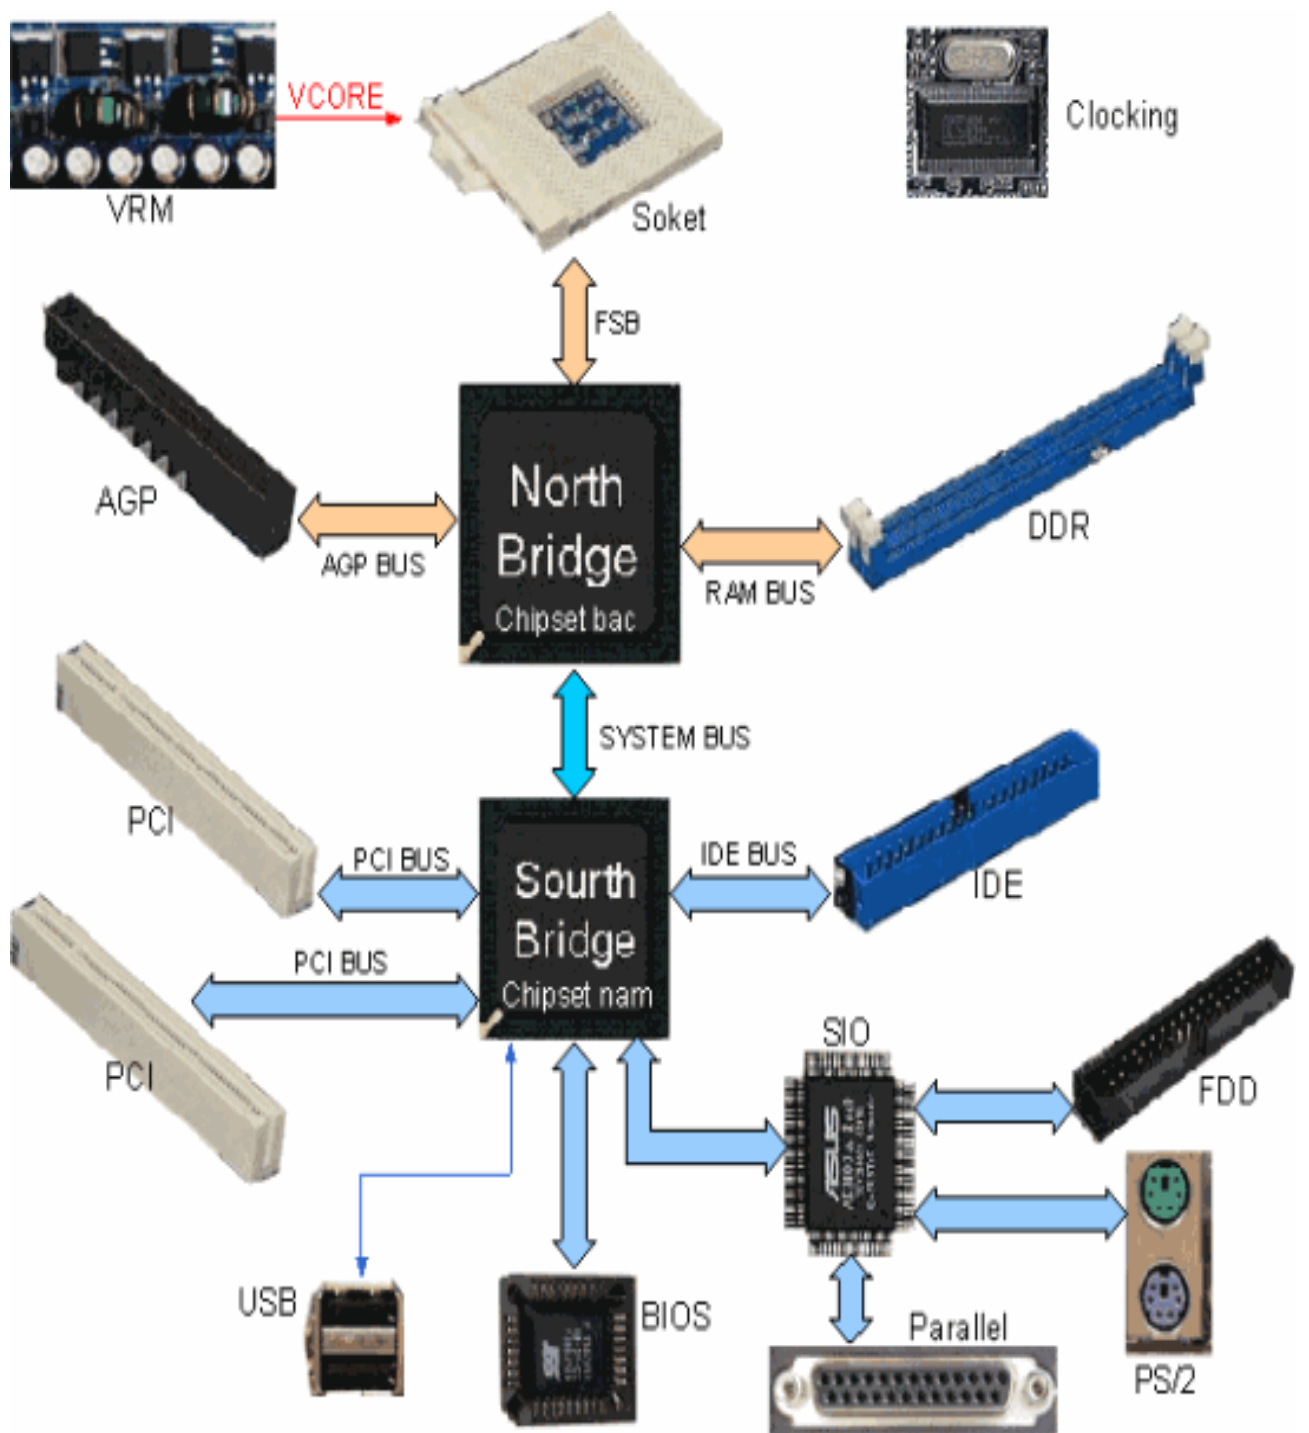 VCORE
VRM
Soket
Clocking
FSB
AGP
AGP BUS
North
Bridge
Chipset bac
RAM BUS
DDR
SYSTEM BUS
PCI
PCI BUS
Sourth
Bridge
Chipset nam
IDE BUS
IDE
PCI BUS
PCI
SIO
ASUS
FDD
USB
BIOS
Parallel
PS/2